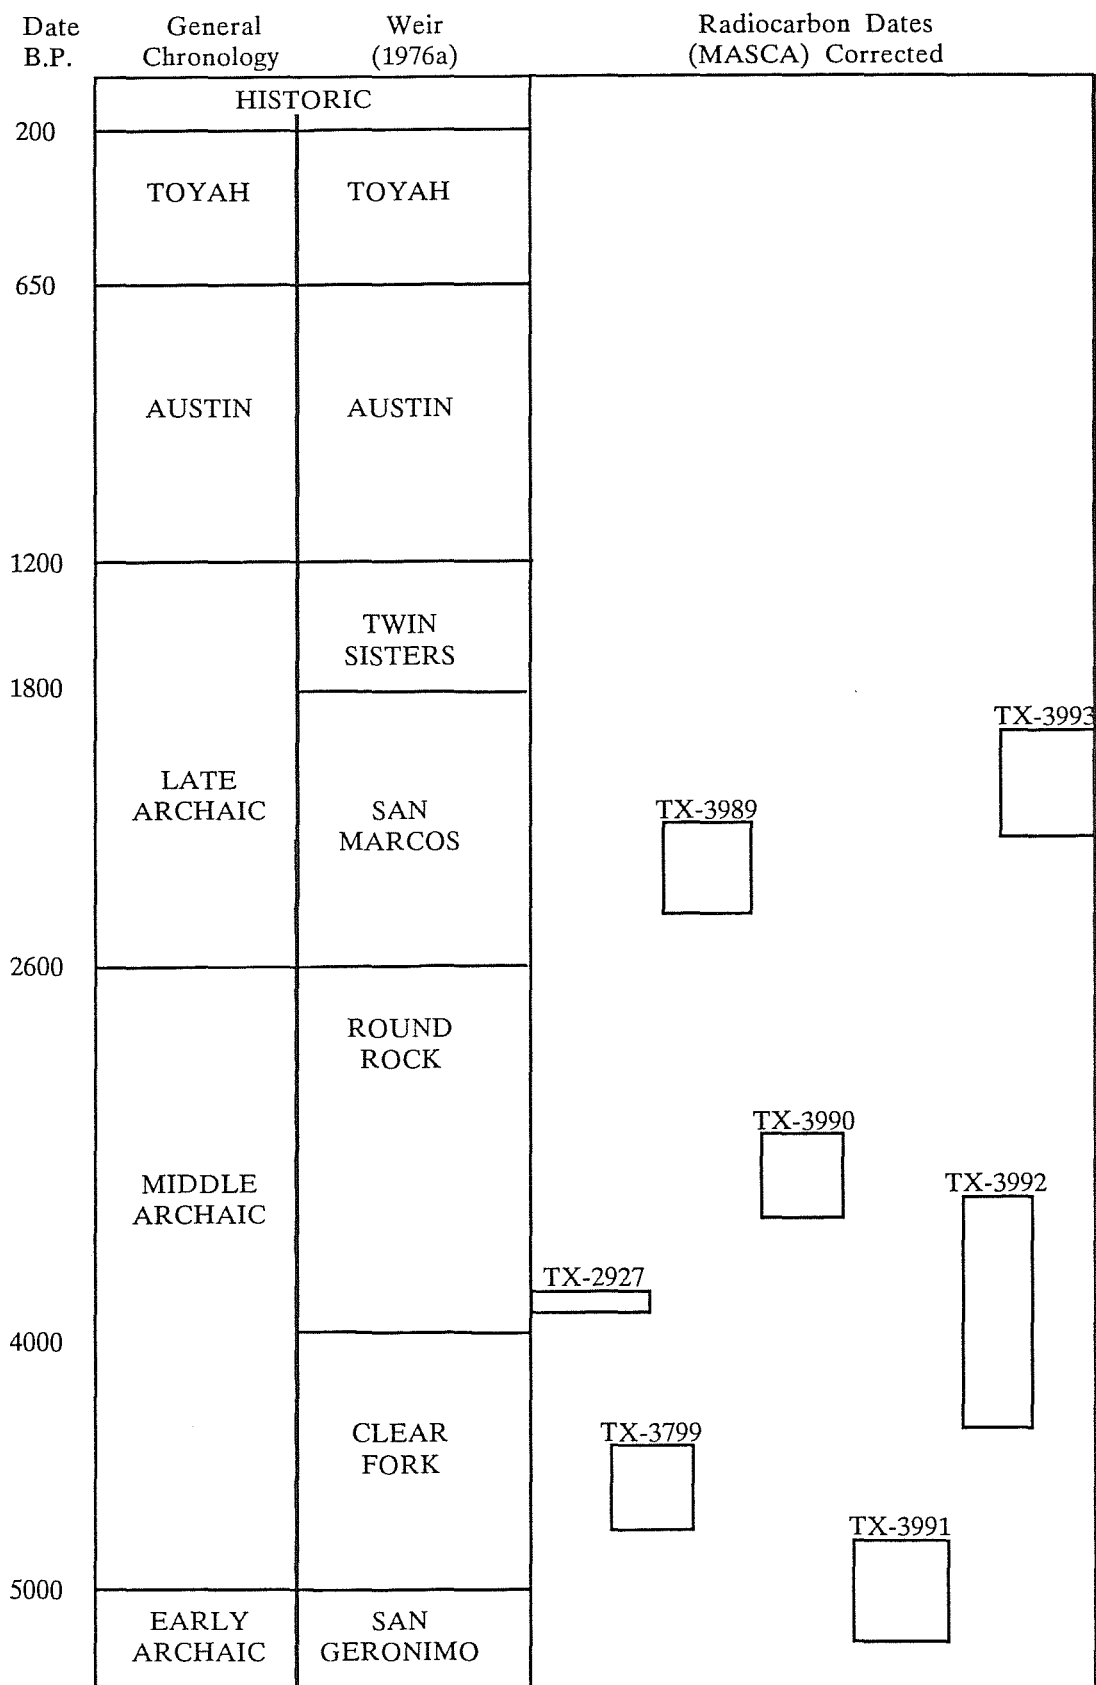 Date General Weir Radiocarbon Dates
B.P. Chronology (1976a) (MASCA) Corrected
HISTORIC
200
TOYAH TOYAH
650
AUSTIN AUSTIN
1200
TWIN
SISTERS
1800
TX-3993
LATE
ARCHAIC
SAN
MARCOS
TX-3989
2600
ROUND
ROCK
TX-3990
MIDDLE
ARCHAIC
TX-3992
TX-2927
4000
CLEAR
FORK
TX-3799
TX-3991
5000
EARLY SAN
ARCHAIC GERONIMO